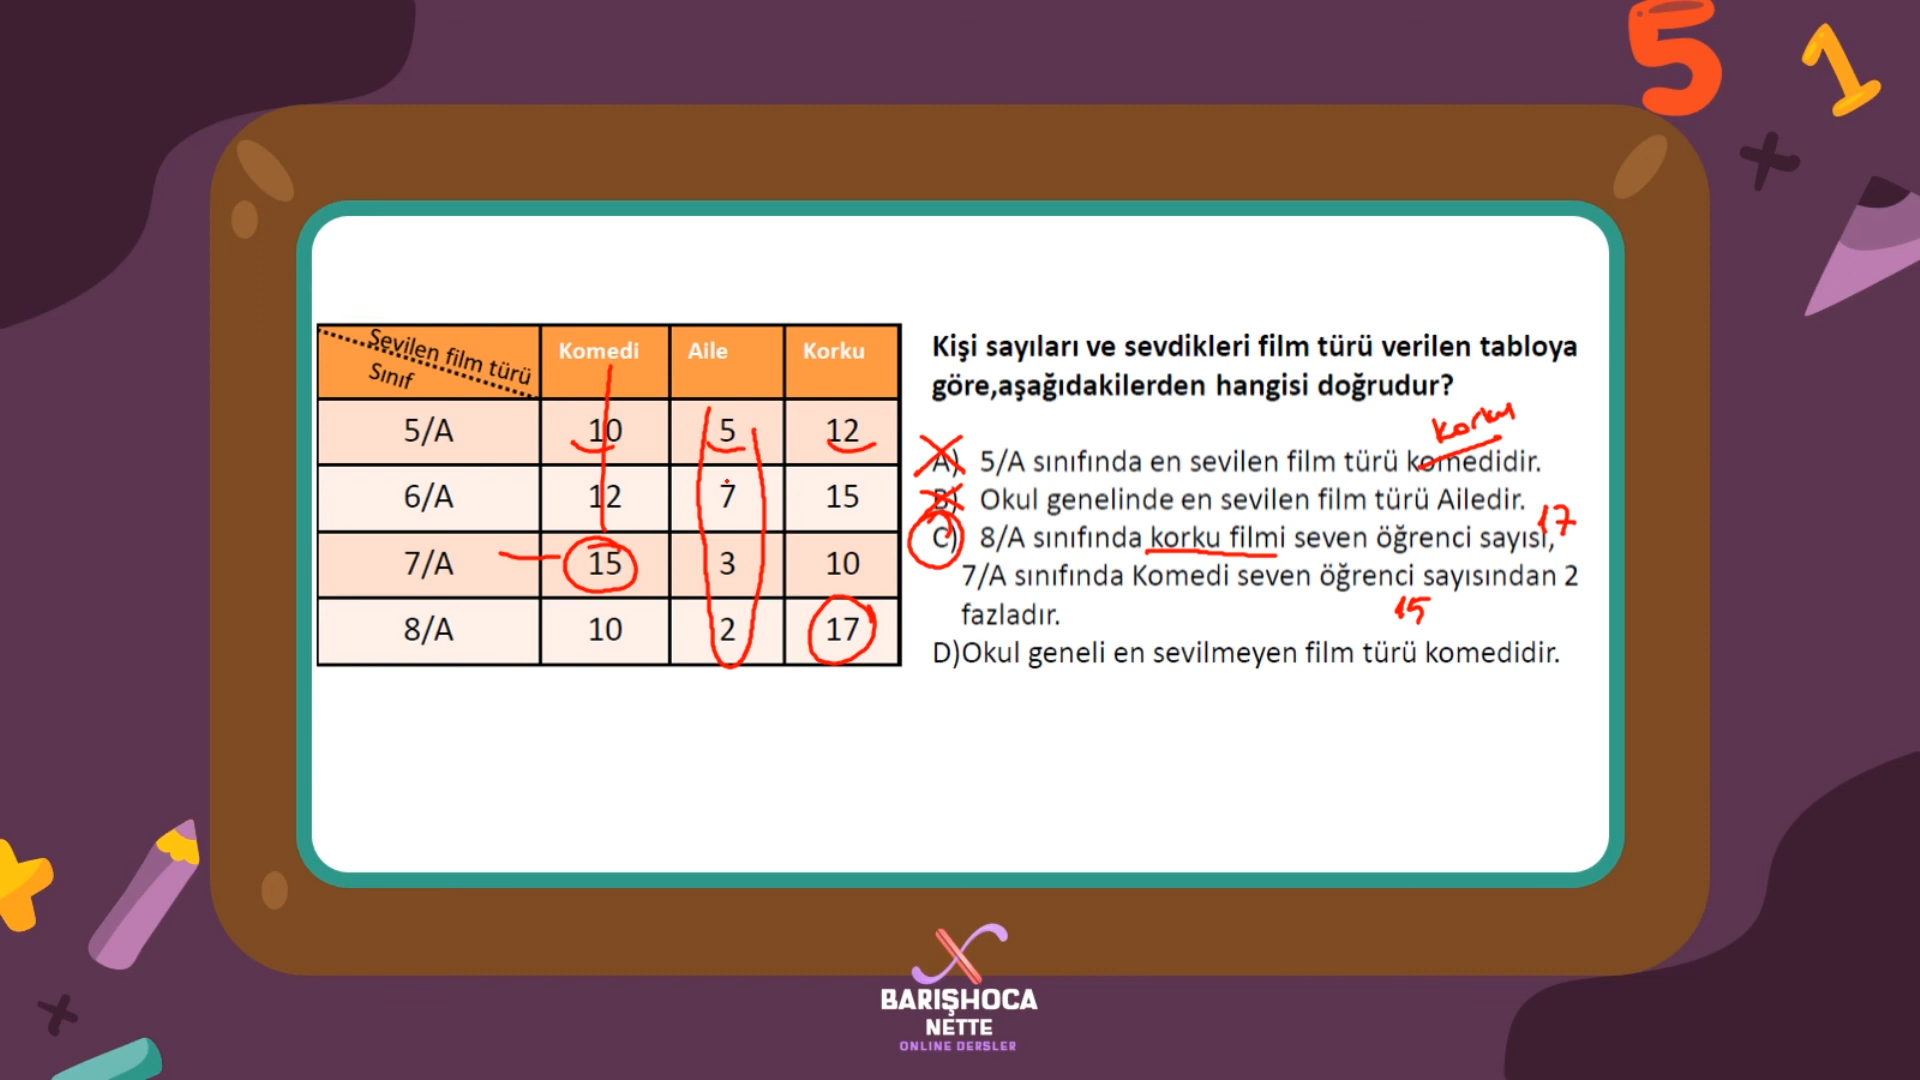 5 1
Sevilen film türü
Sınıf
Komedi Aile Korku
5/A 10 5 12
6/A 12 7 15
7/A 15 3 10
8/A 10 2 17
Kişi sayıları ve sevdikleri film türü verilen tabloya
göre,aşağıdakilerden hangisi doğrudur?
korku
A) 5/A sınıfında en sevilen film türü komedidir.
B) Okul genelinde en sevilen film türü Ailedir.
17
C) 8/A sınıfında korku filmi seven öğrenci sayısı,
7/A sınıfında Komedi seven öğrenci sayısından 2
fazladır.
15
D)Okul geneli en sevilmeyen film türü komedidir.
BARIŞHOCA
NETTE
ONLINE DERSLER